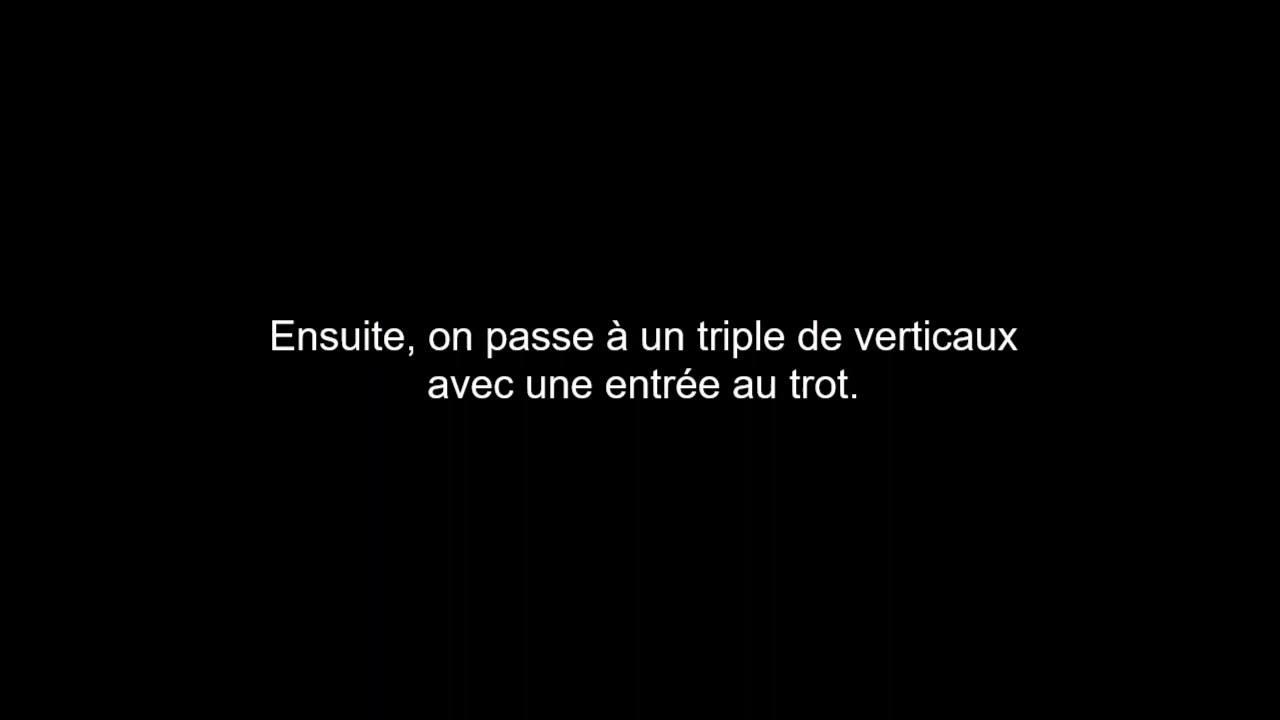 Ensuite, on passe à un triple de verticaux
avec une entrée au trot.